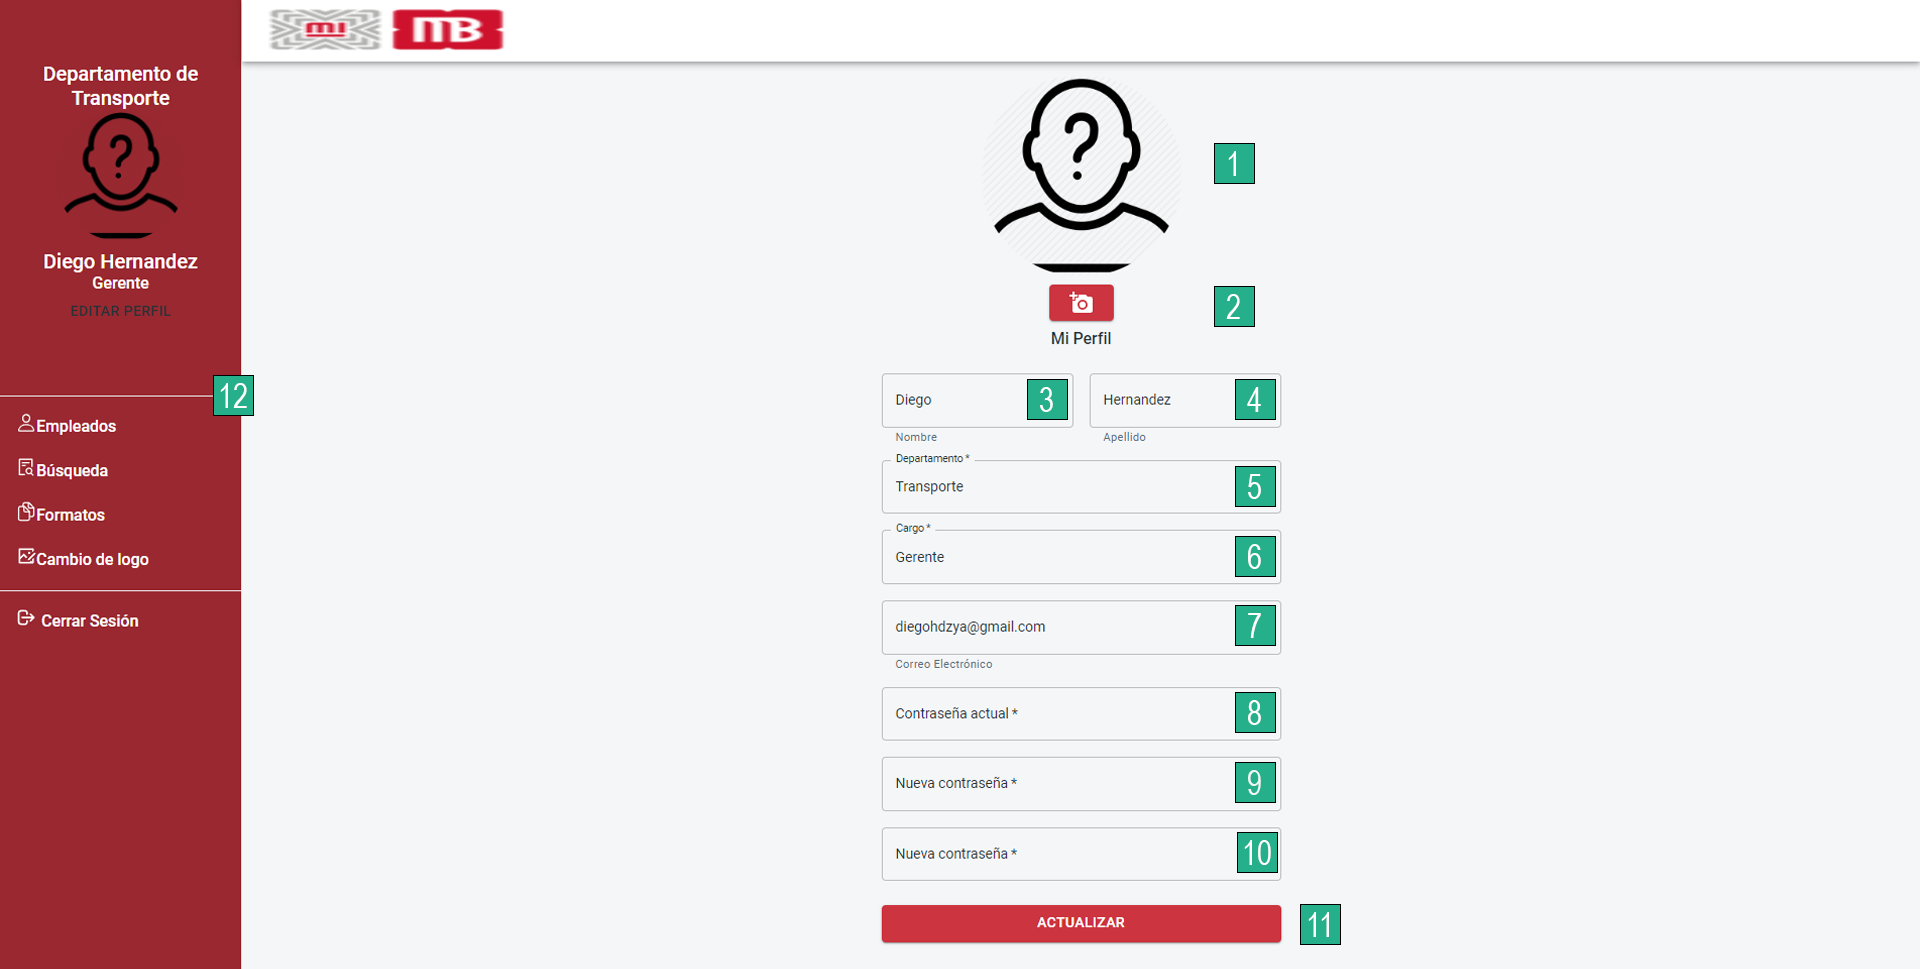 MI MB
Departamento de
Transporte
?
Diego Hernandez
Gerente
EDITAR PERFIL
12
Empleados
Búsqueda
Formatos
Cambio de logo
Cerrar Sesión
?
1
2
Mi Perfil
Diego 3
Nombre
Hernandez 4
Apellido
Departamento *
Transporte 5
Cargo *
Gerente 6
diegohdzya@gmail.com 7
Correo Electrónico
Contraseña actual * 8
Nueva contraseña * 9
Nueva contraseña * 10
ACTUALIZAR 11